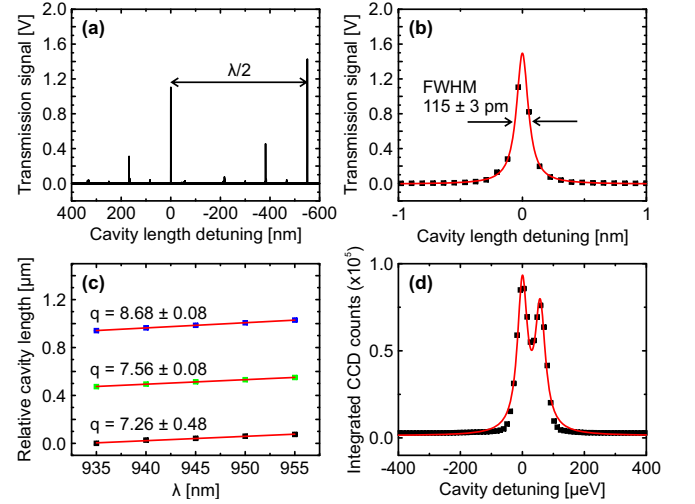 (a)
λ/2
Transmission signal [V]
0.0
0.4
0.8
1.2
1.6
2.0
400
200
0
-200
-400
-600
Cavity length detuning [nm]
(b)
FWHM
115 ± 3 pm
Transmission signal [V]
0.0
0.4
0.8
1.2
1.6
2.0
-1
0
1
Cavity length detuning [nm]
(c)
q = 8.68 ± 0.08
q = 7.56 ± 0.08
q = 7.26 ± 0.48
Relative cavity length [µm]
0.0
0.4
0.8
1.2
935
940
945
950
955
λ [nm]
(d)
Integrated CCD counts (x10⁵)
0.0
0.5
1.0
-400
-200
0
200
400
Cavity detuning [µeV]